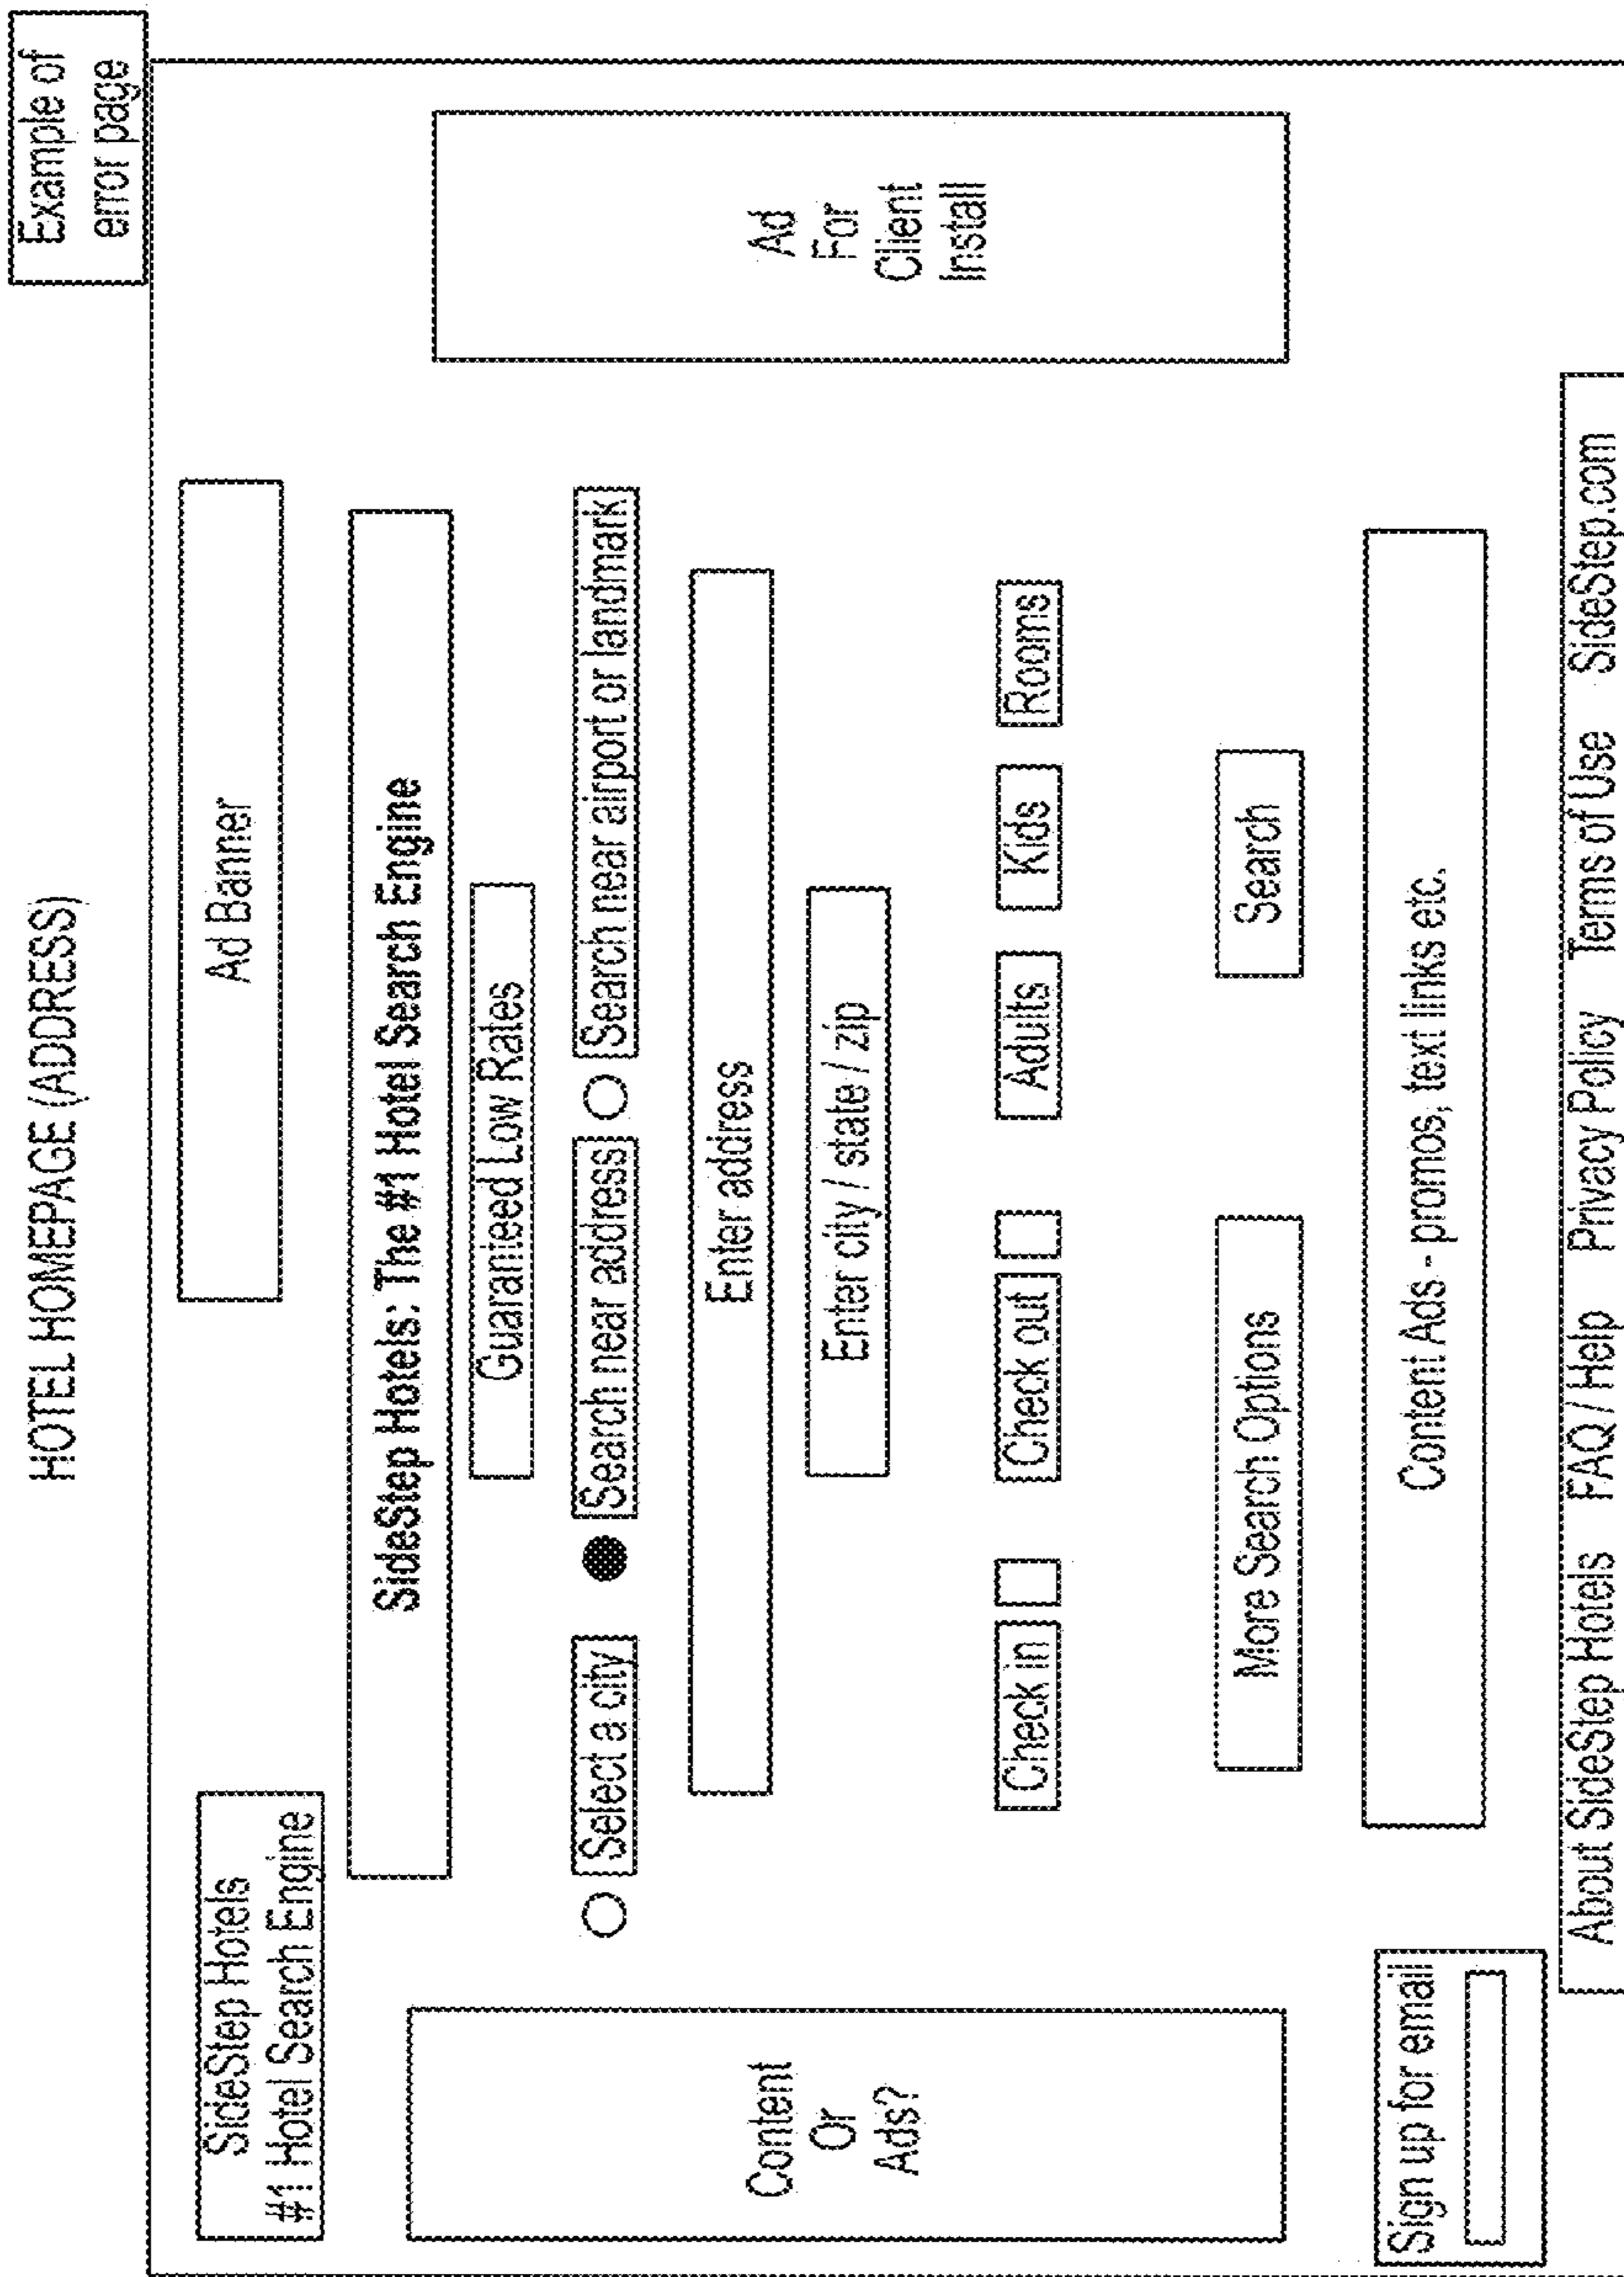 Example of
error page
HOTEL HOMEPAGE (ADDRESS)
SideStep Hotels
#1 Hotel Search Engine
Ad Banner
SideStep Hotels: The #1 Hotel Search Engine
Guaranteed Low Rates
Select a city Search near address Search near airport or landmark
Enter address
Enter city / state / zip
Content
Or
Ads?
Ad
For
Client
Install
Check in Check out Adults Kids Rooms
More Search Options Search
Sign up for email
Content Ads - promos, text links etc.
About SideStep Hotels FAQ / Help Privacy Policy Terms of Use SideStep.com